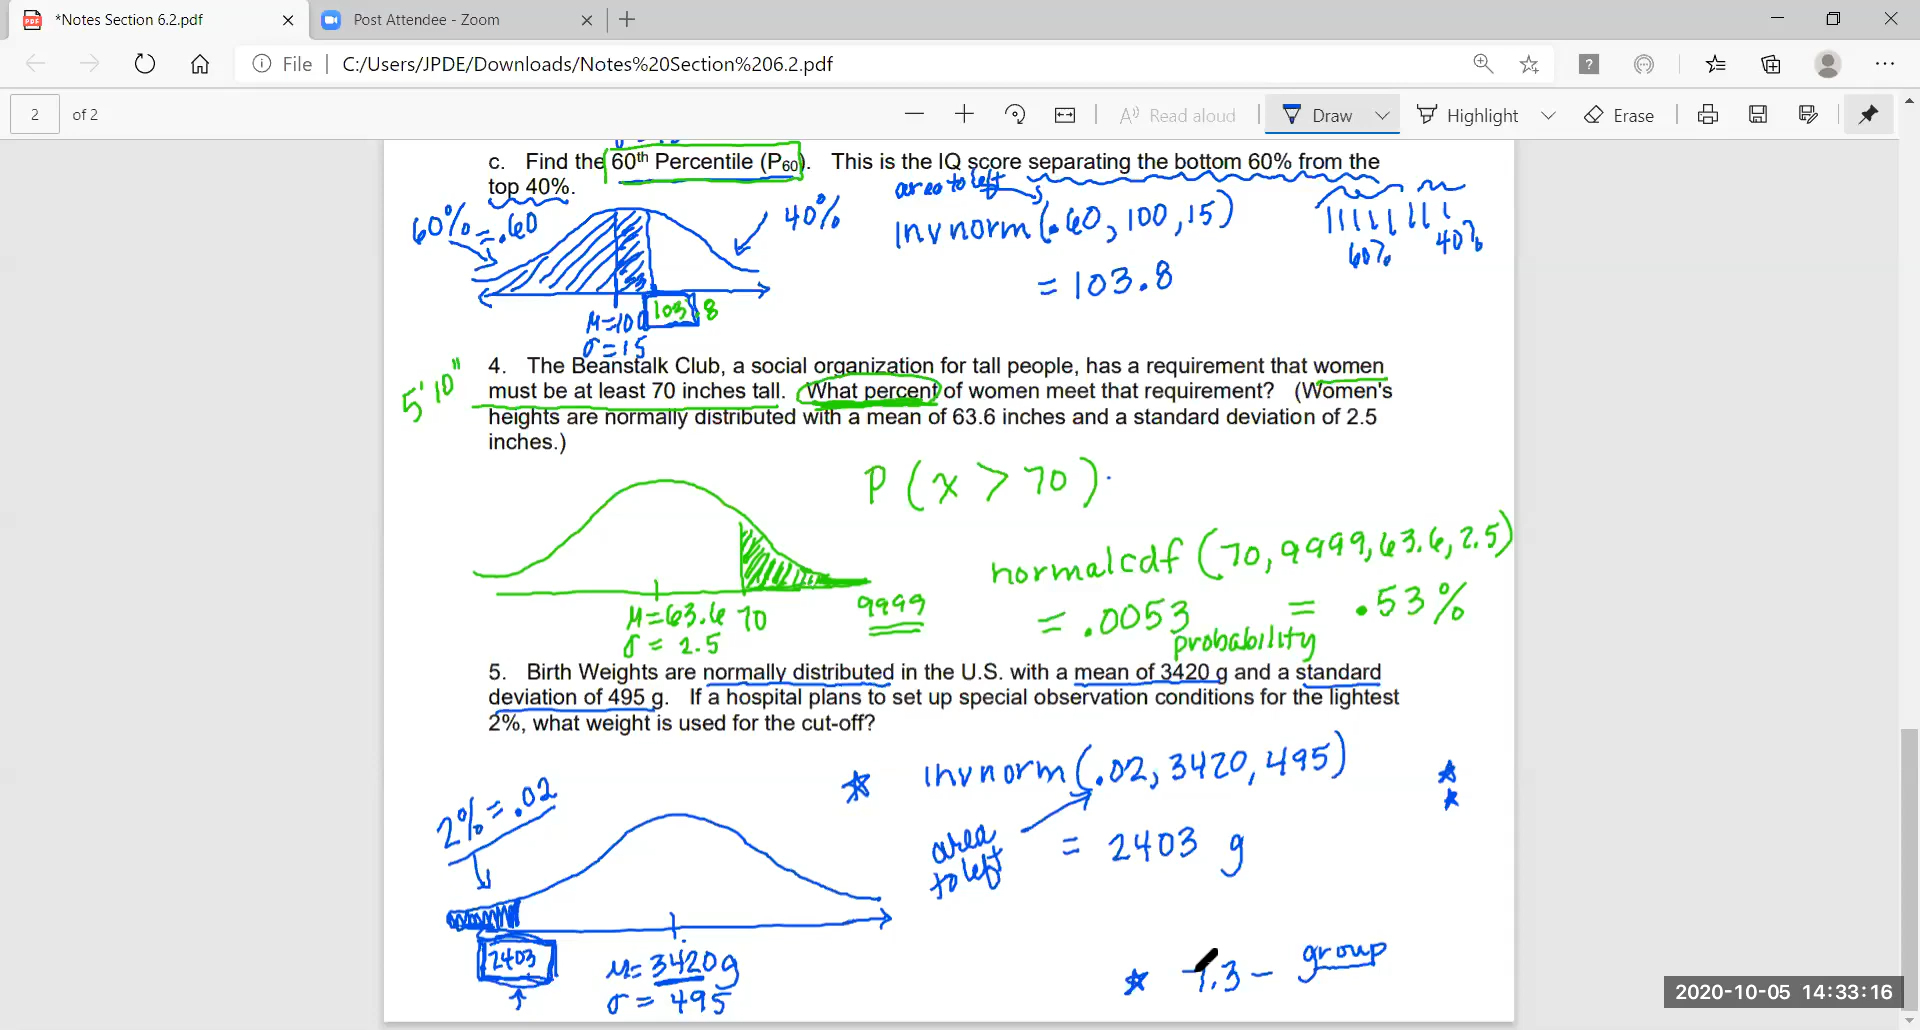 *Notes Section 6.2.pdf
Post Attendee - Zoom
File | C:/Users/JPDE/Downloads/Notes%20Section%206.2.pdf
2 of 2
Read aloud
Draw
Highlight
Erase
c. Find the 60th Percentile (P60). This is the IQ score separating the bottom 60% from the
top 40%.
area to left
60% = .60
40%
invnorm (.60, 100, 15)
60%
40%
= 103.8
103.8
μ=100
σ=15
5'10"
4. The Beanstalk Club, a social organization for tall people, has a requirement that women
must be at least 70 inches tall. What percent of women meet that requirement? (Women's
heights are normally distributed with a mean of 63.6 inches and a standard deviation of 2.5
inches.)
P (x > 70)
normalcdf (70, 9999, 63.6, 2.5)
μ=63.6 70 9999
σ = 2.5
= .0053 = .53%
probability
5. Birth Weights are normally distributed in the U.S. with a mean of 3420 g and a standard
deviation of 495 g. If a hospital plans to set up special observation conditions for the lightest
2%, what weight is used for the cut-off?
invnorm (.02, 3420, 495)
2% = .02
area
to left
= 2403 g
2403
μ= 3420g
σ = 495
7.3 – group
2020-10-05 14:33:16